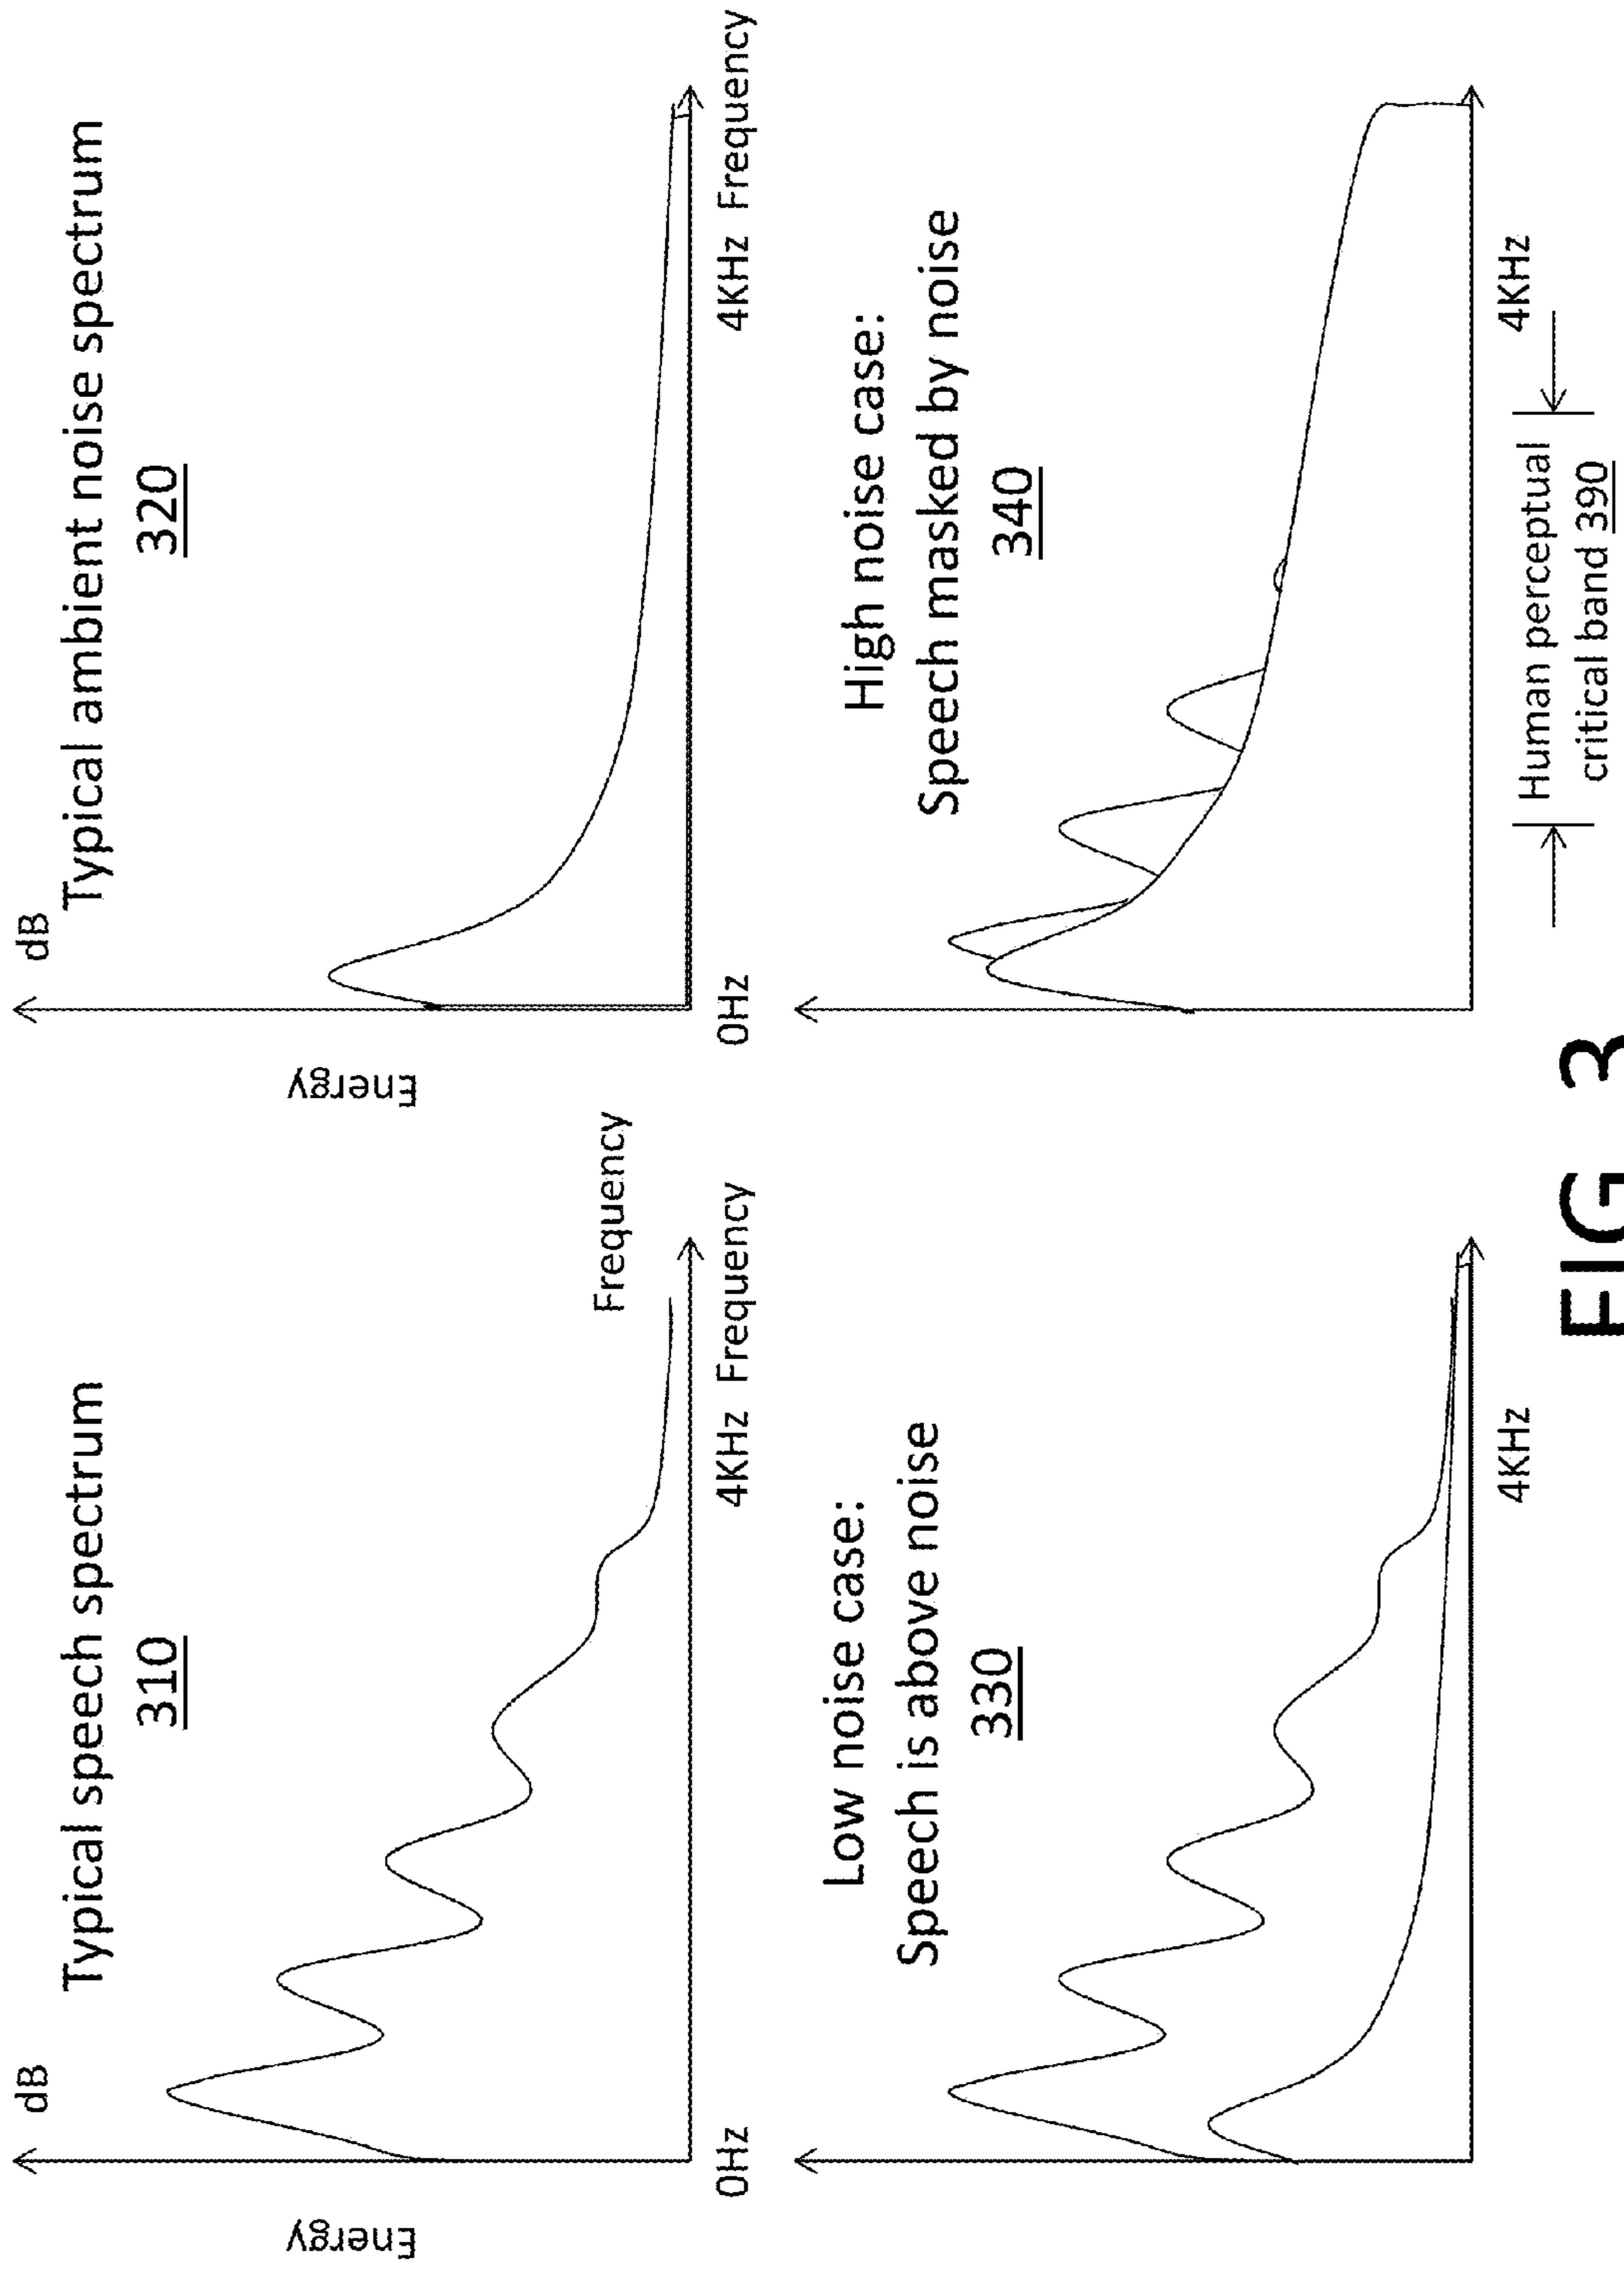 Typical speech spectrum
310
dB
Energy
0Hz
4KHz Frequency
Frequency
Typical ambient noise spectrum
320
dB
Energy
0Hz
4KHz Frequency
Low noise case:
Speech is above noise
330
4KHz
High noise case:
Speech masked by noise
340
4KHz
Human perceptual
critical band 390
FIG 3